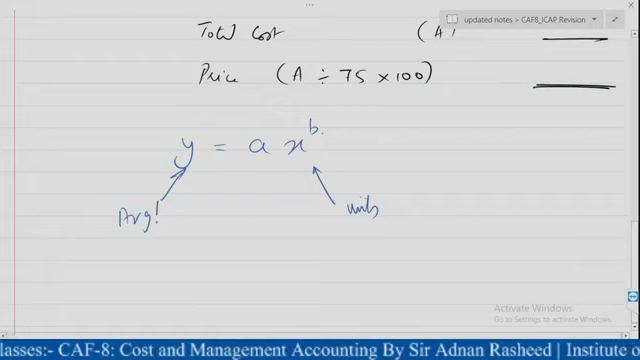 updated notes > CAF8_ICAP Revision
Total Cost (A)
Price (A ÷ 75 × 100)
y = a x^b.
Avg!
units
Activate Windows
Go to Settings to activate Windows.
lasses:- CAF-8: Cost and Management Accounting By Sir Adnan Rasheed | Institute o